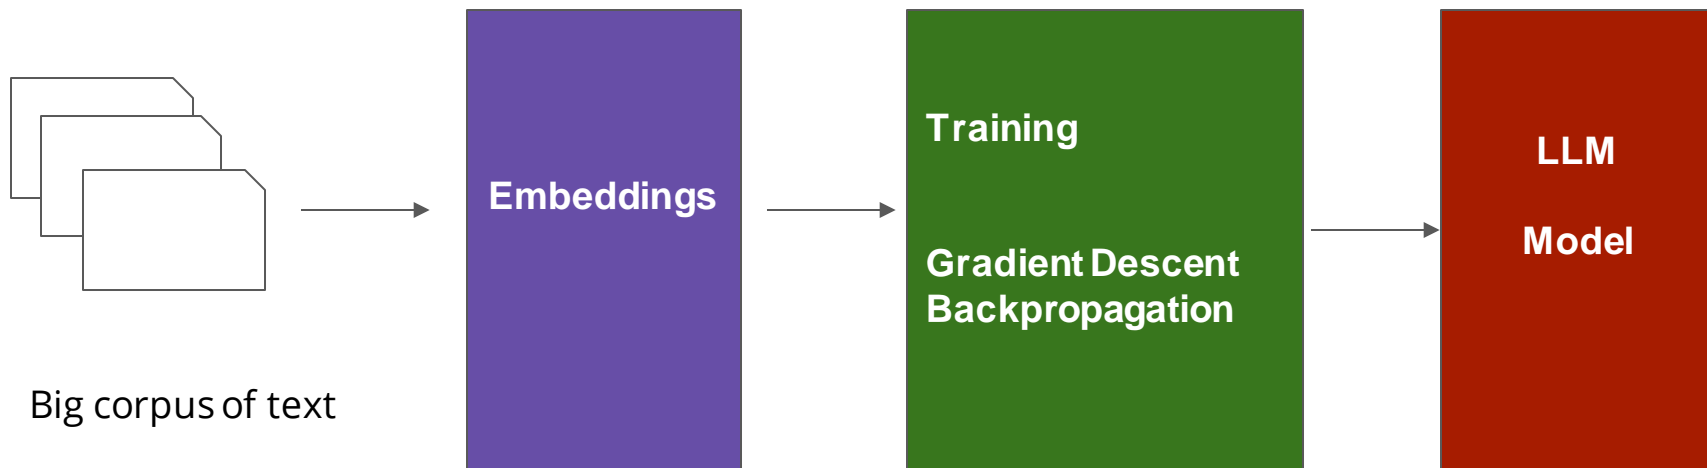 Big corpus of text
Embeddings
Training
Gradient Descent
Backpropagation
LLM
Model